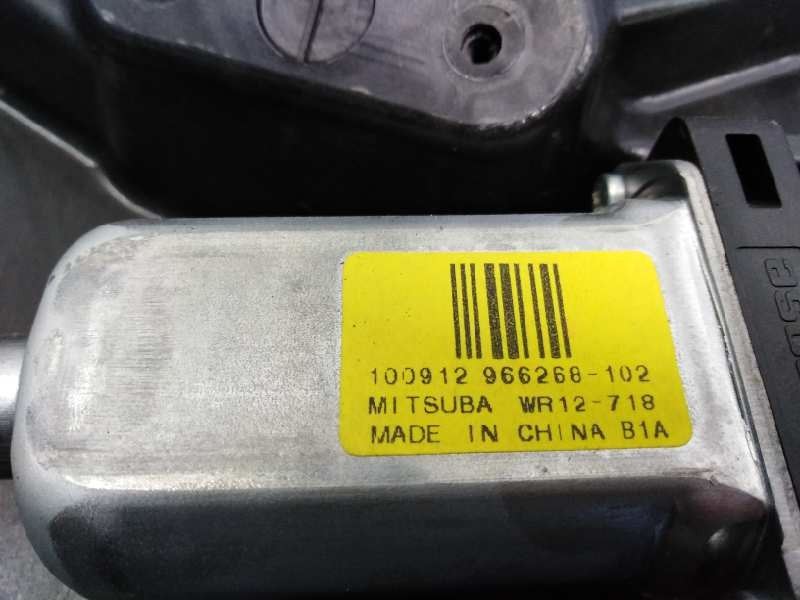 100912 966268-102
MITSUBA WR12-718
MADE IN CHINA B1A